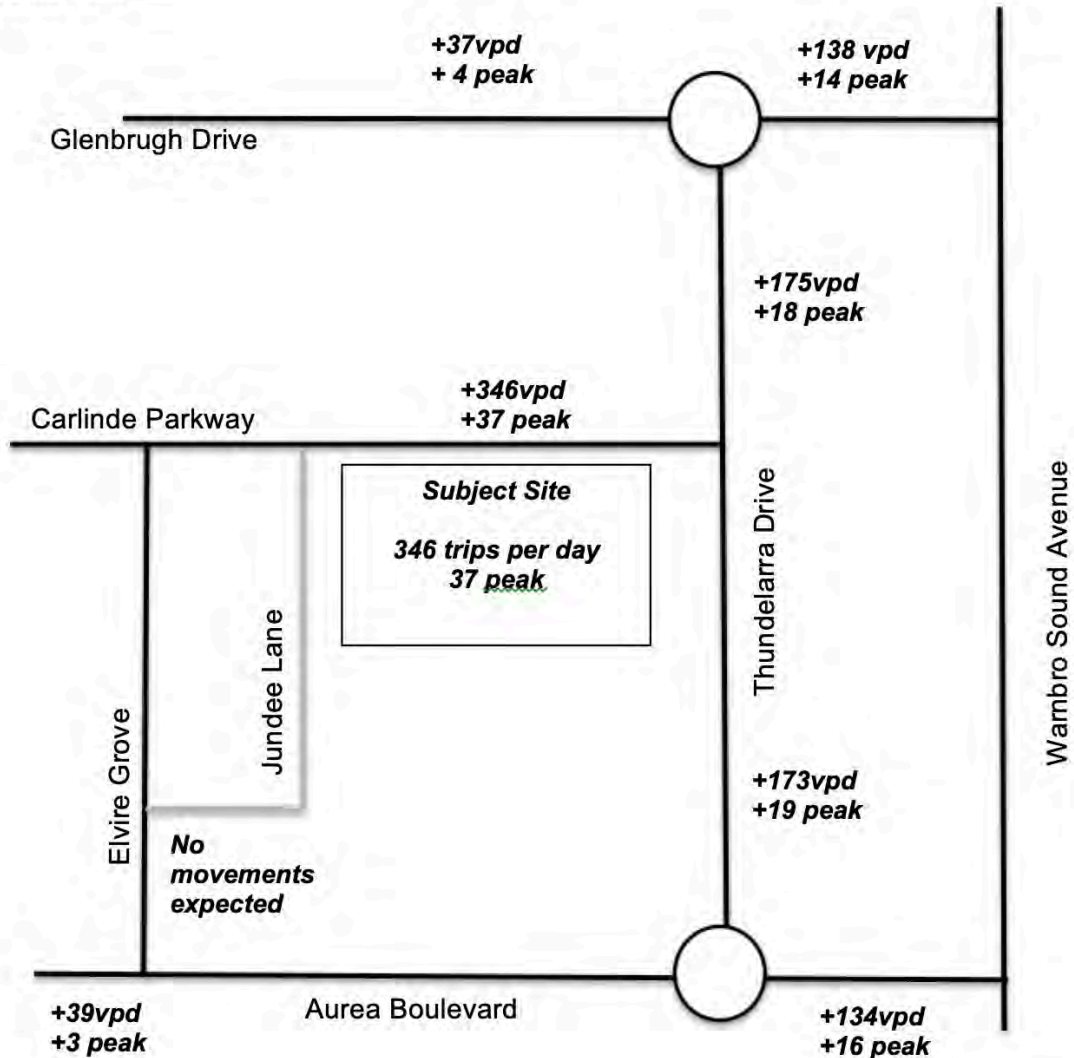 +37vpd
+ 4 peak
+138 vpd
+14 peak
Glenbrugh Drive
+175vpd
+18 peak
+346vpd
+37 peak
Carlinde Parkway
Subject Site
346 trips per day
37 peak
Thundelarra Drive
Warnbro Sound Avenue
Jundee Lane
Elvire Grove
+173vpd
+19 peak
No
movements
expected
Aurea Boulevard
+39vpd
+3 peak
+134vpd
+16 peak